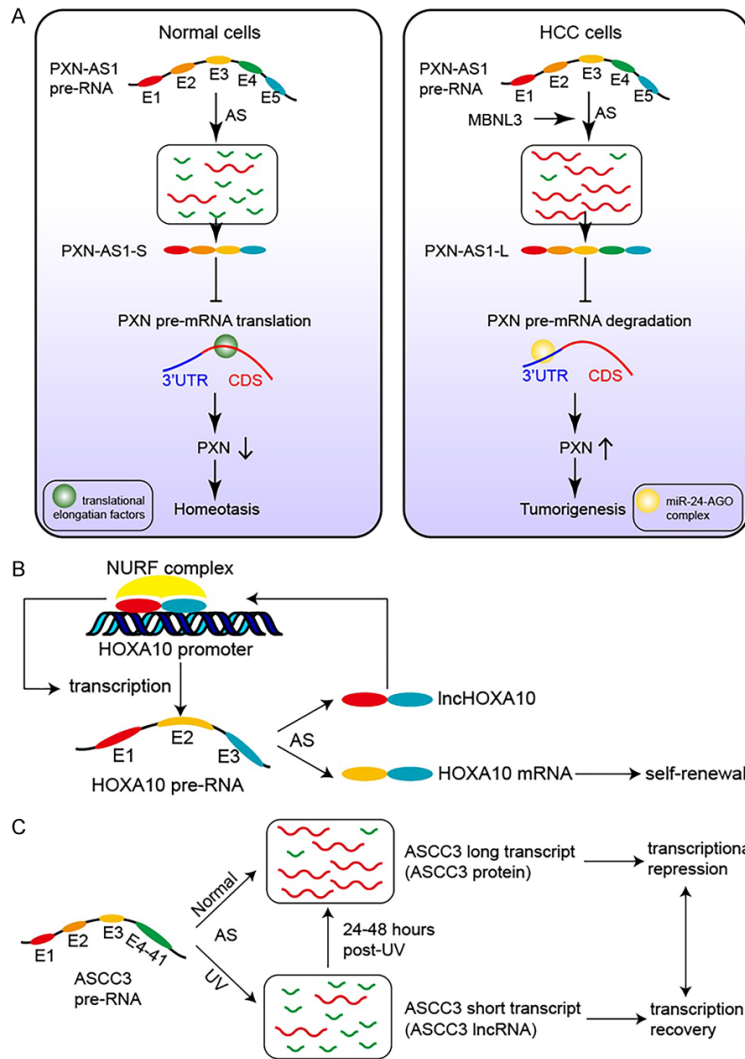 A
Normal cells
PXN-AS1
pre-RNA
E1
E2
E3
E4
E5
AS
PXN-AS1-S
PXN pre-mRNA translation
3'UTR
CDS
PXN ↓
translational
elongatian factors
Homeotasis
HCC cells
PXN-AS1
pre-RNA
E1
E2
E3
E4
E5
MBNL3
AS
PXN-AS1-L
PXN pre-mRNA degradation
3'UTR
CDS
PXN ↑
Tumorigenesis
miR-24-AGO
complex
B
NURF complex
HOXA10 promoter
transcription
E1
E2
E3
HOXA10 pre-RNA
AS
lncHOXA10
HOXA10 mRNA
self-renewal
C
E1
E2
E3
E4-41
ASCC3
pre-RNA
Normal
AS
UV
ASCC3 long transcript
(ASCC3 protein)
transcriptiona
repression
24-48 hours
post-UV
ASCC3 short transcript
(ASCC3 lncRNA)
transcription
recovery